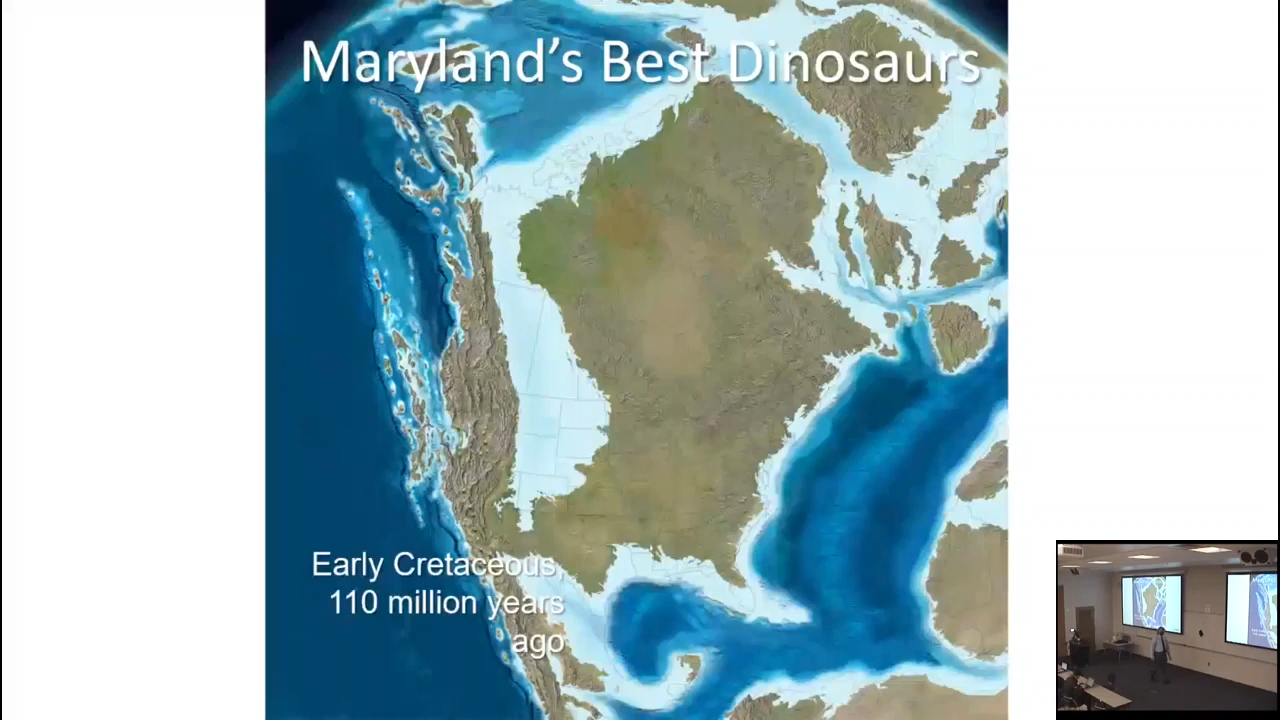 Maryland's Best Dinosaurs
Early Cretaceous,
110 million years
ago